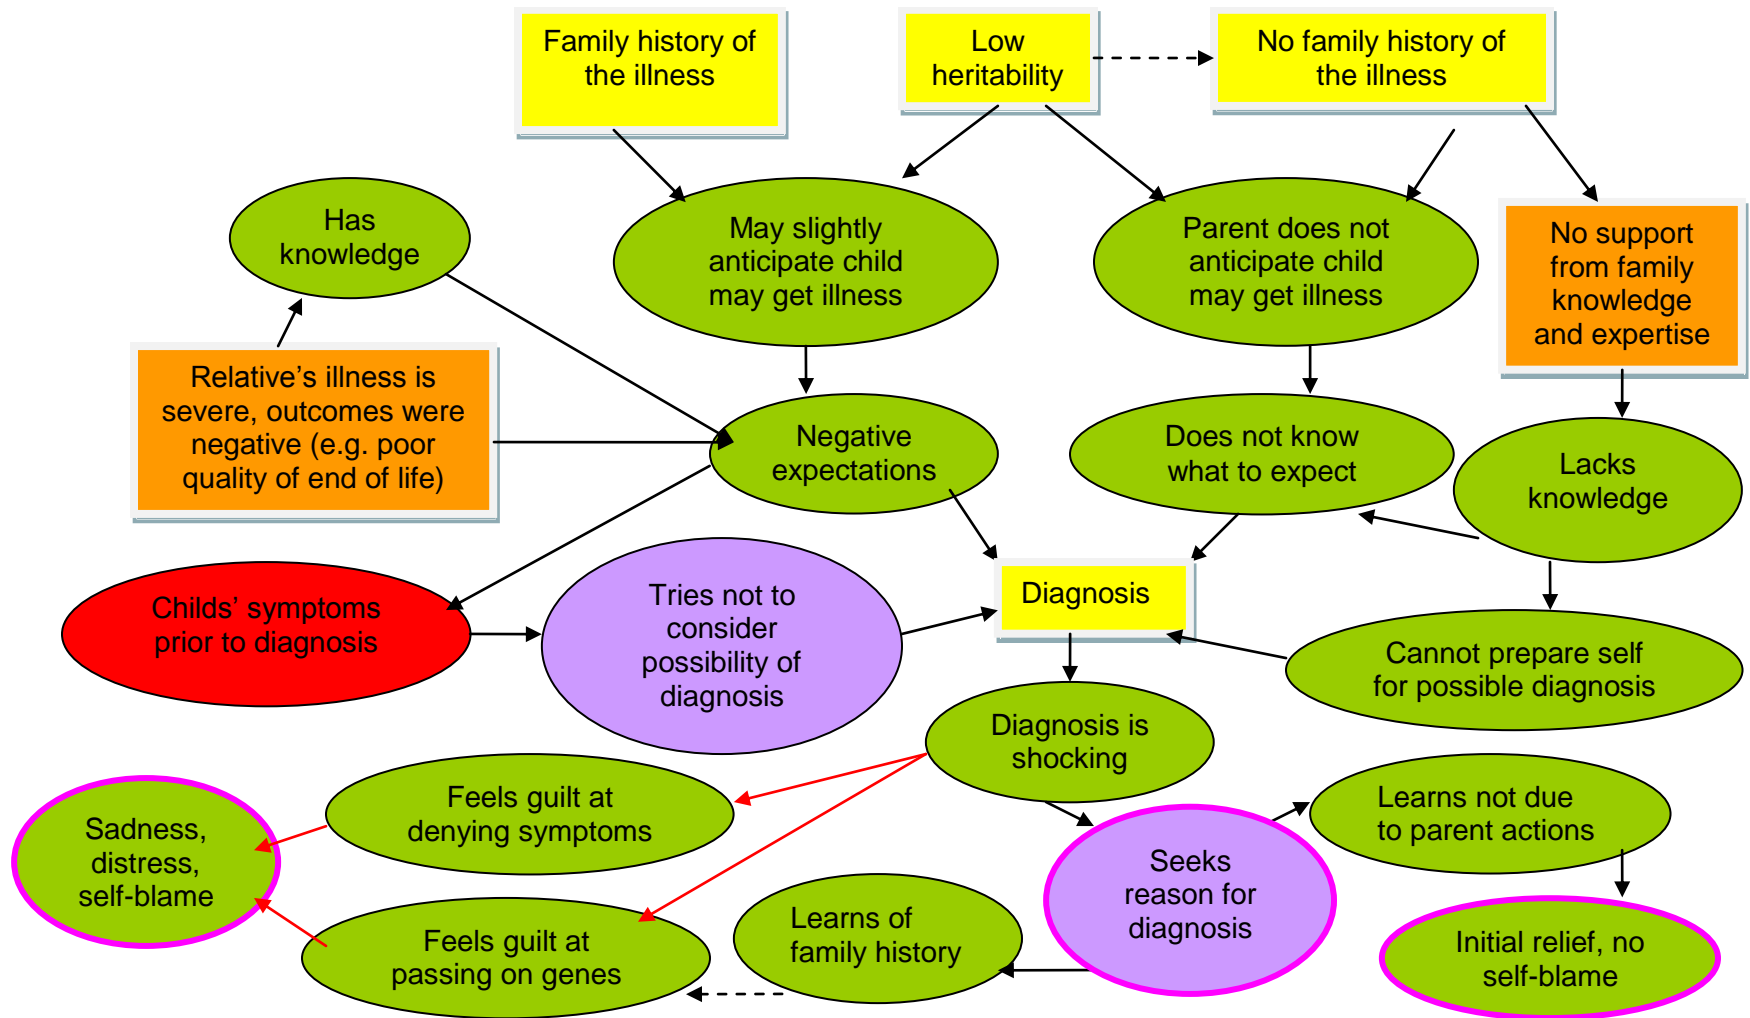 Family history of
the illness
Low
heritability
No family history of
the illness
Has
knowledge
May slightly
anticipate child
may get illness
Parent does not
anticipate child
may get illness
No support
from family
knowledge
and expertise
Relative’s illness is
severe, outcomes were
negative (e.g. poor
quality of end of life)
Negative
expectations
Does not know
what to expect
Lacks
knowledge
Childs’ symptoms
prior to diagnosis
Tries not to
consider
possibility of
diagnosis
Diagnosis
Cannot prepare self
for possible diagnosis
Diagnosis is
shocking
Feels guilt at
denying symptoms
Learns not due
to parent actions
Sadness,
distress,
self-blame
Seeks
reason for
diagnosis
Learns of
family history
Feels guilt at
passing on genes
Initial relief, no
self-blame